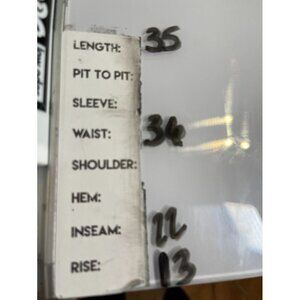 LENGTH: 35
PIT TO PIT:
SLEEVE:
WAIST: 34
SHOULDER:
HEM:
INSEAM: 22
RISE: 13